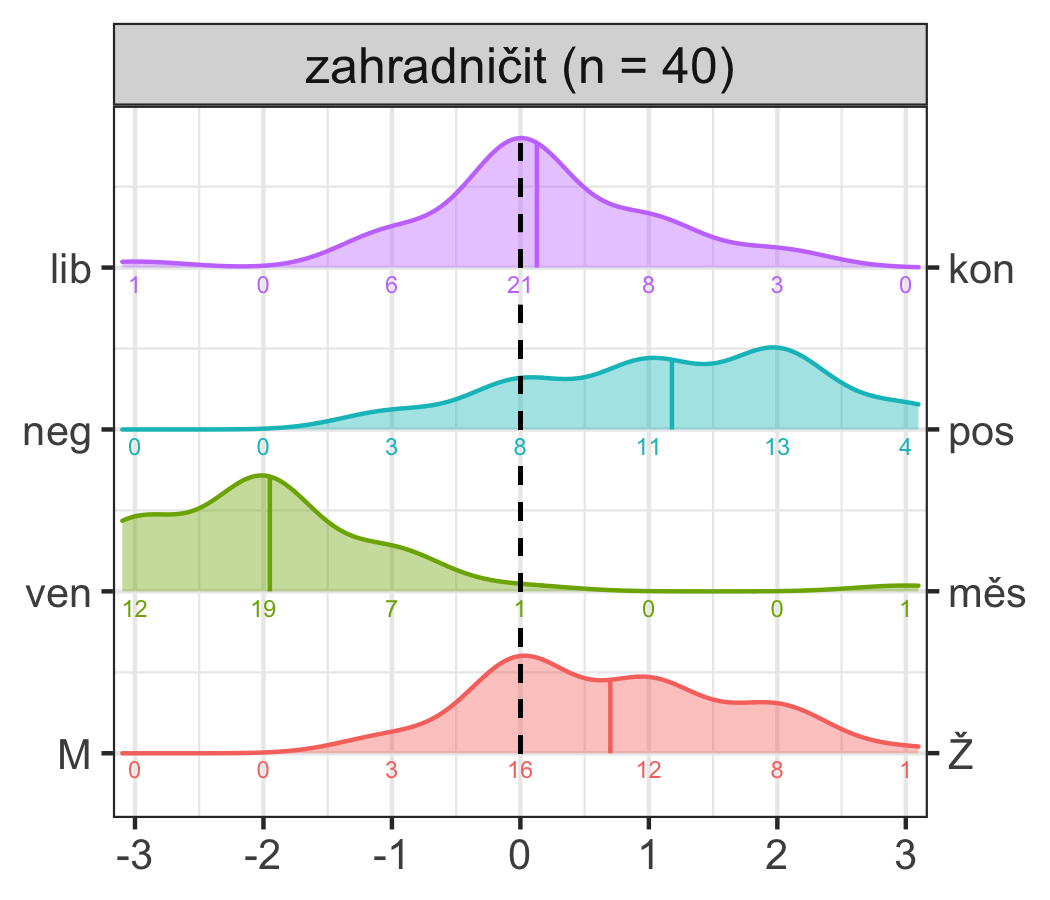 zahradničit (n = 40)
lib kon
1 0 6 21 8 3 0
neg pos
0 0 3 8 11 13 4
ven měs
12 19 7 1 0 0 1
M Ž
0 0 3 16 12 8 1
-3 -2 -1 0 1 2 3